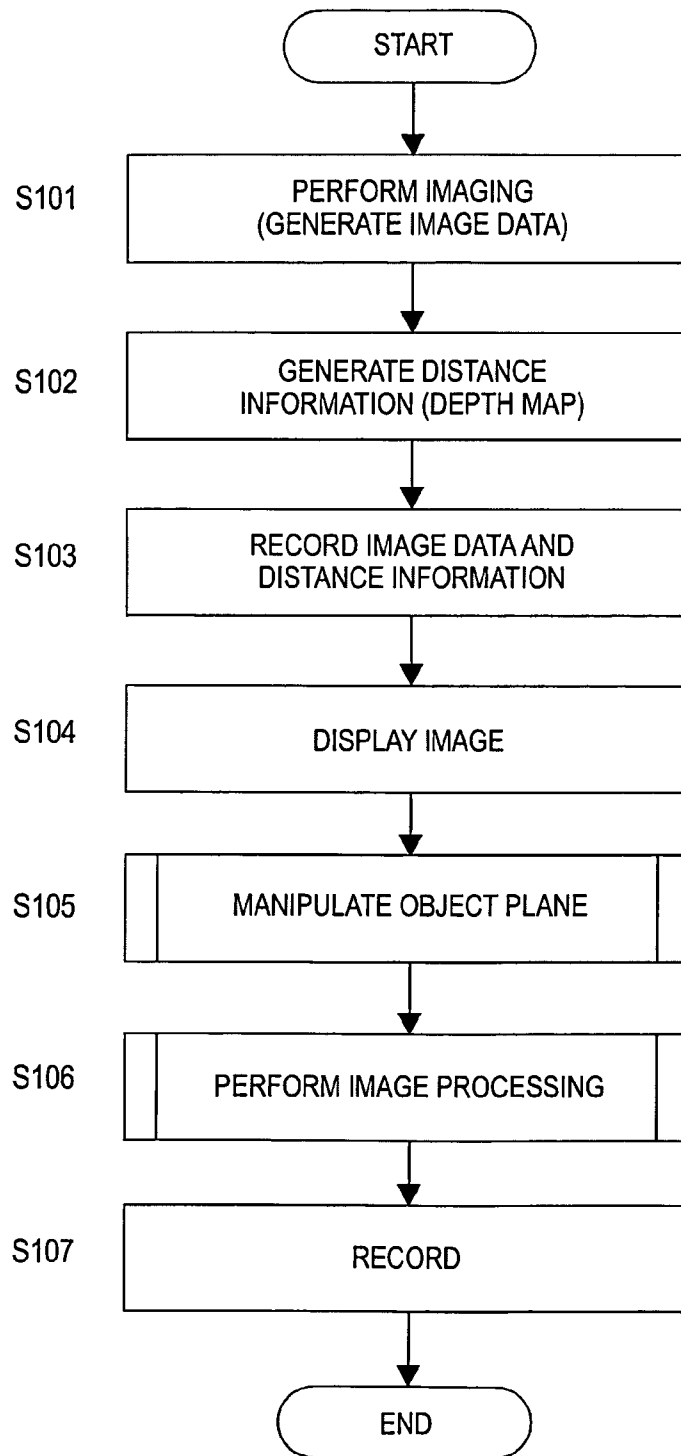 START
S101
PERFORM IMAGING
(GENERATE IMAGE DATA)
S102
GENERATE DISTANCE
INFORMATION (DEPTH MAP)
S103
RECORD IMAGE DATA AND
DISTANCE INFORMATION
S104
DISPLAY IMAGE
S105
MANIPULATE OBJECT PLANE
S106
PERFORM IMAGE PROCESSING
S107
RECORD
END